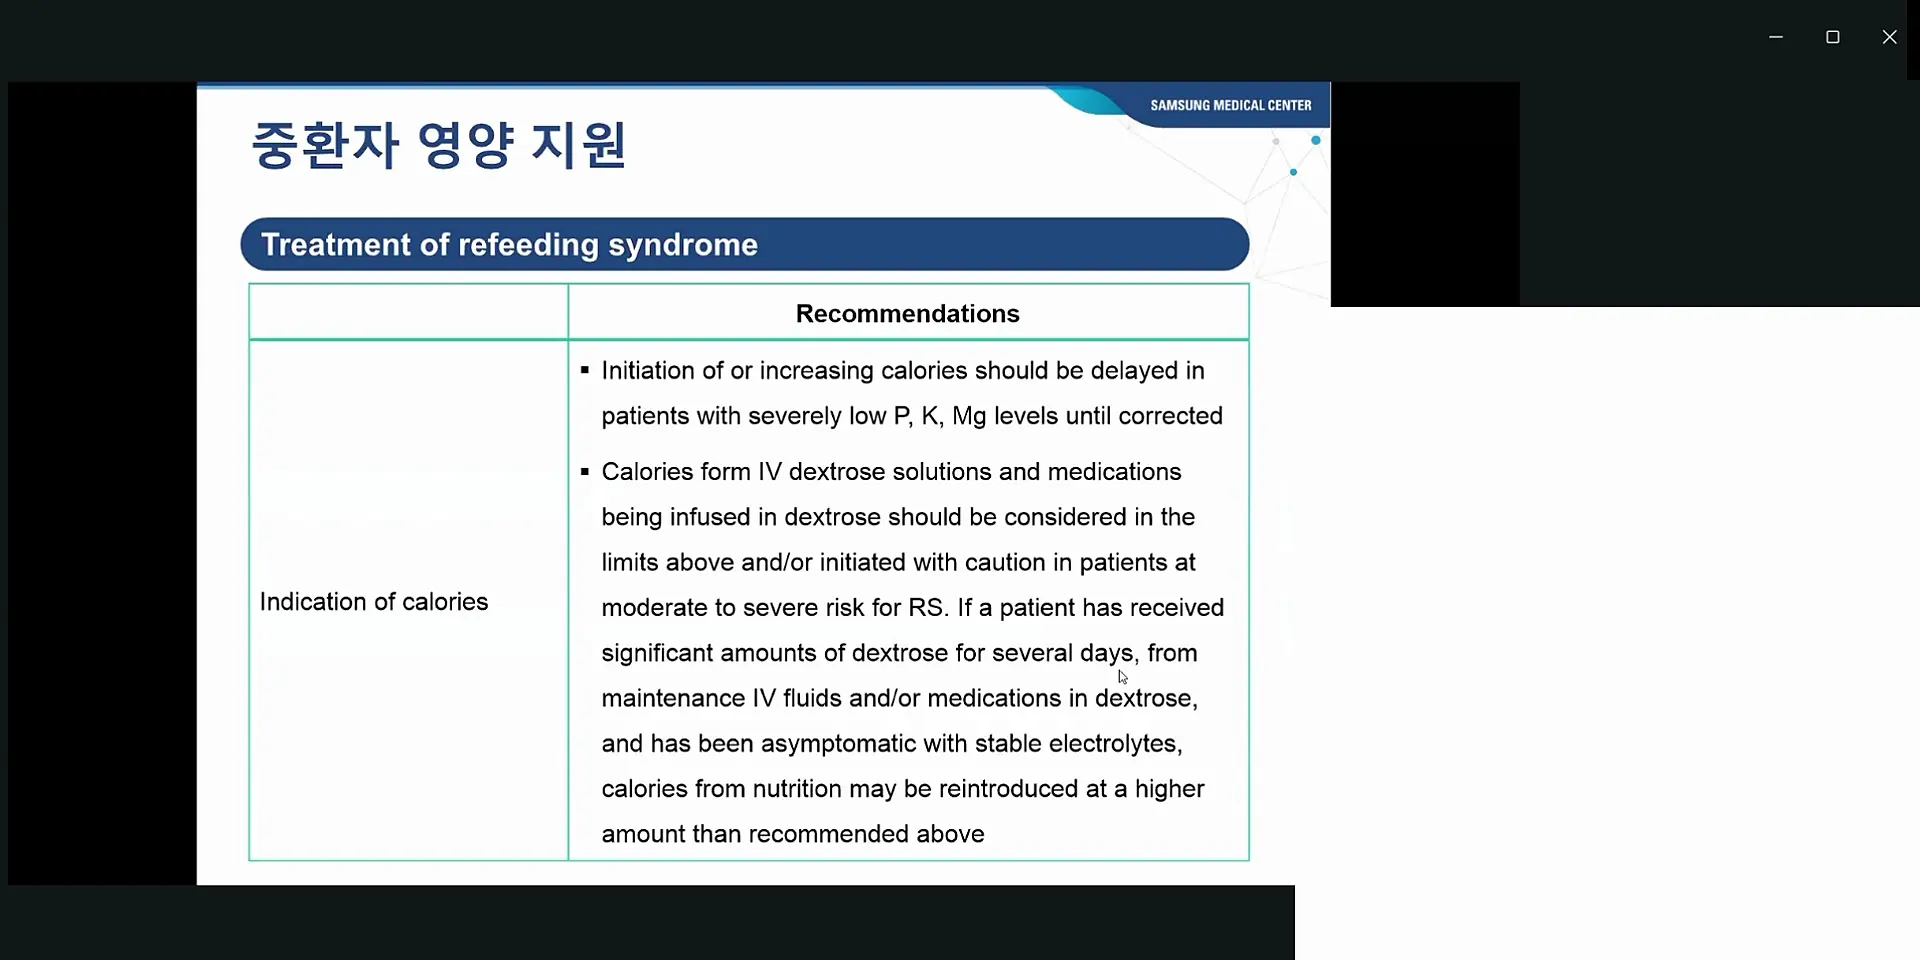 SAMSUNG MEDICAL CENTER
중환자 영양 지원
Treatment of refeeding syndrome
Recommendations
Indication of calories
▪ Initiation of or increasing calories should be delayed in
patients with severely low P, K, Mg levels until corrected
▪ Calories form IV dextrose solutions and medications
being infused in dextrose should be considered in the
limits above and/or initiated with caution in patients at
moderate to severe risk for RS. If a patient has received
significant amounts of dextrose for several days, from
maintenance IV fluids and/or medications in dextrose,
and has been asymptomatic with stable electrolytes,
calories from nutrition may be reintroduced at a higher
amount than recommended above